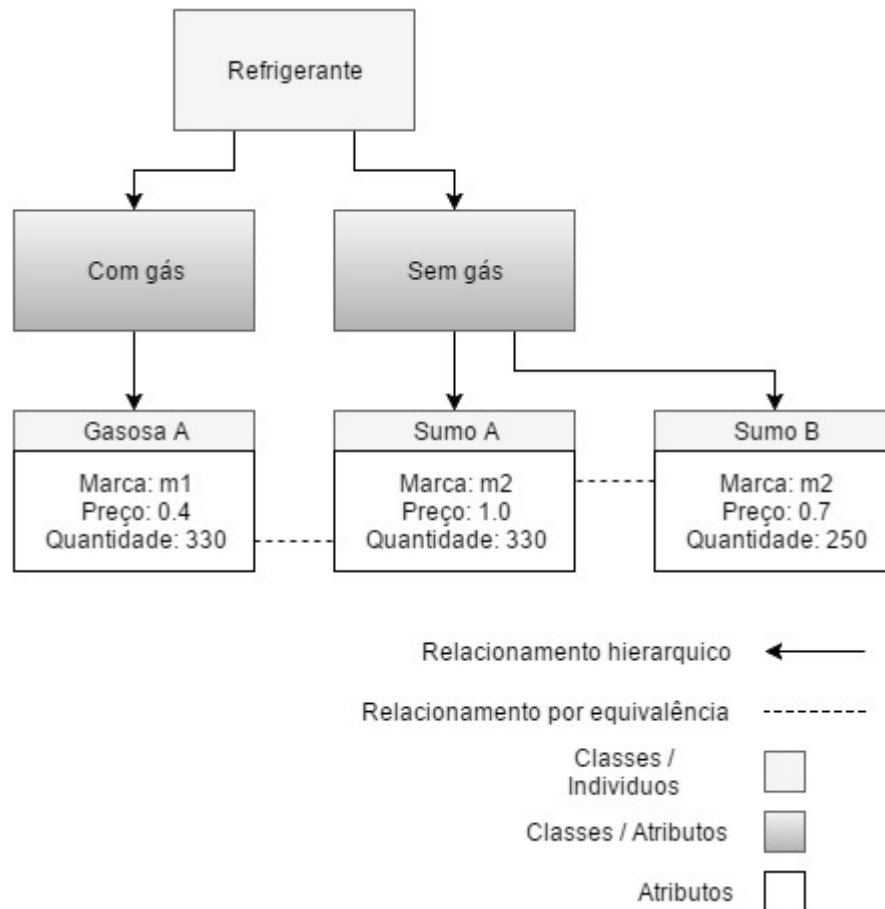 Refrigerante
Com gás
Sem gás
Gasosa A
Marca: m1
Preço: 0.4
Quantidade: 330
Sumo A
Marca: m2
Preço: 1.0
Quantidade: 330
Sumo B
Marca: m2
Preço: 0.7
Quantidade: 250
Relacionamento hierarquico
Relacionamento por equivalência
Classes /
Individuos
Classes / Atributos
Atributos